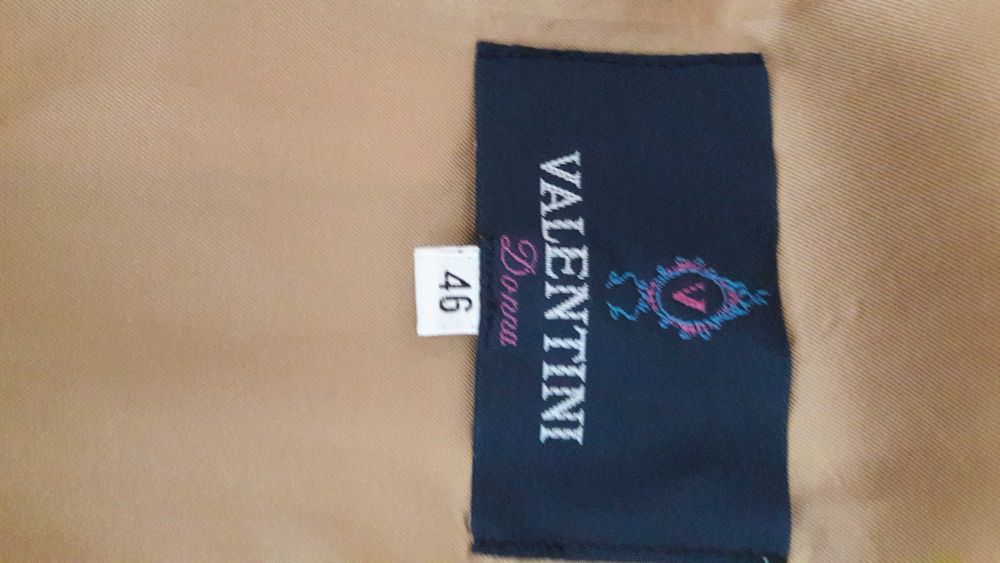 V
VALENTINI
Donna
46